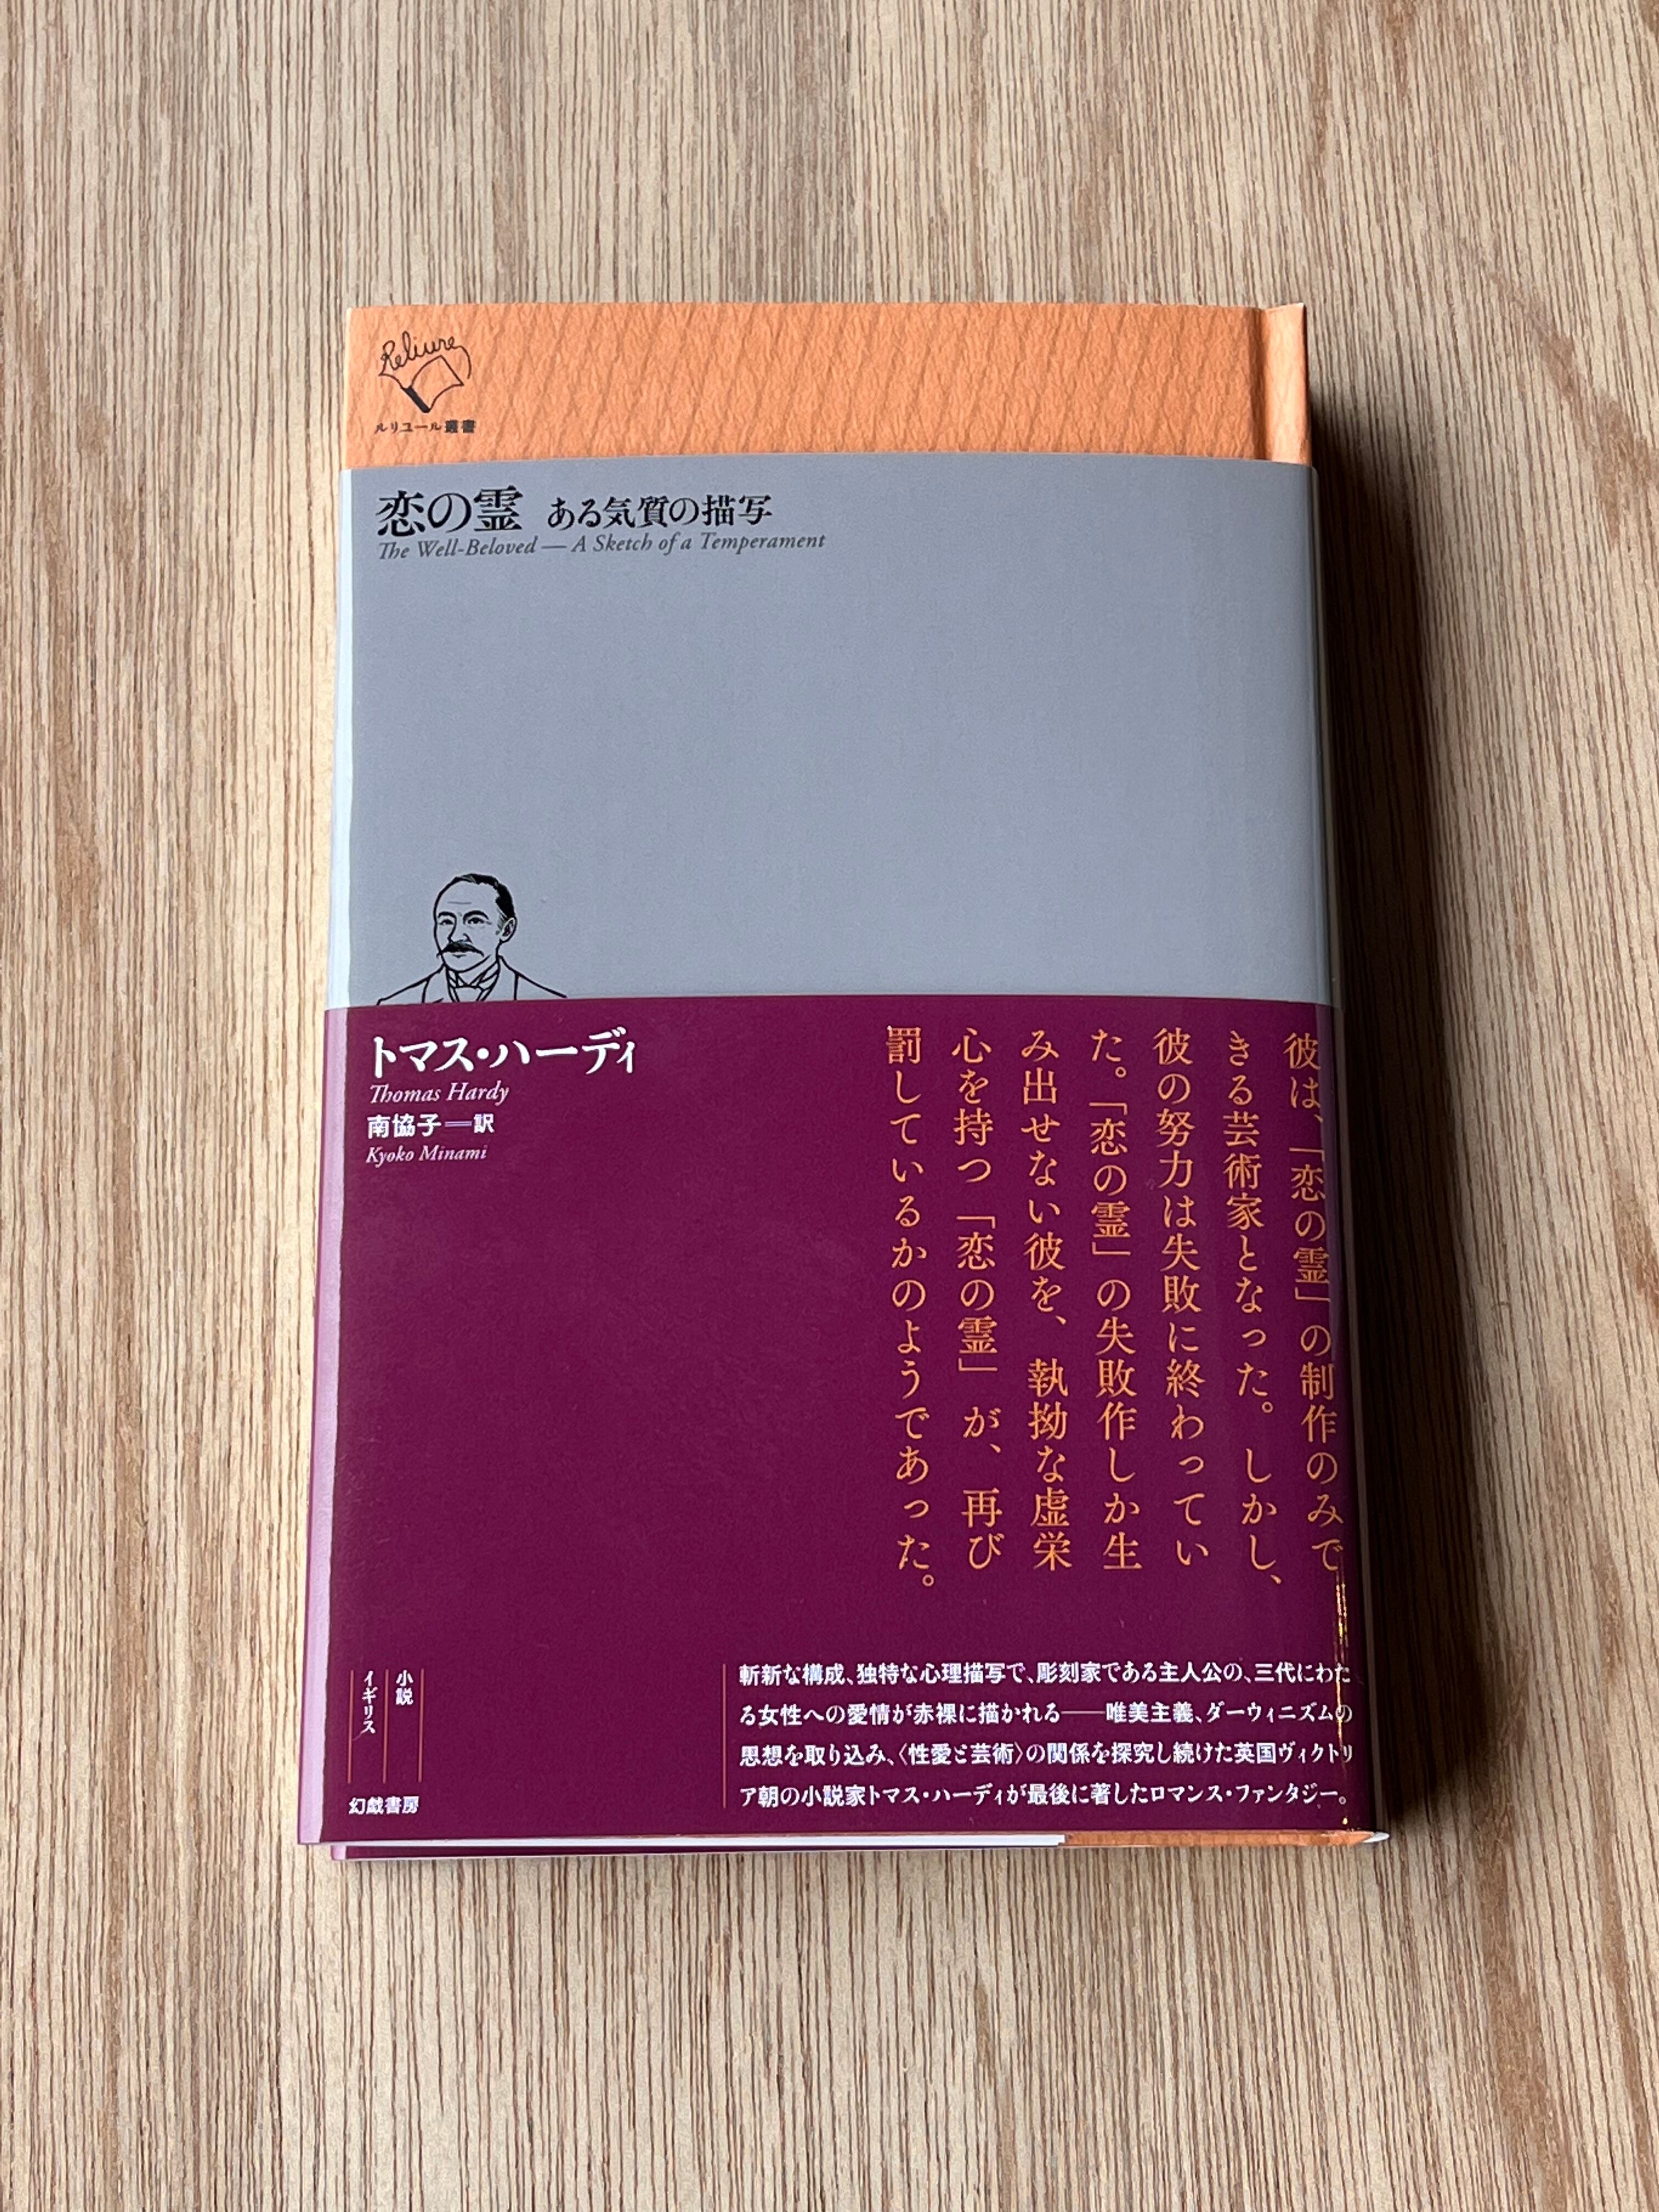 Reliure
ルリユール叢書
恋の霊 ある気質の描写
The Well-Beloved — A Sketch of a Temperament
トマス・ハーディ
Thomas Hardy
南協子＝訳
Kyoko Minami
彼は、「恋の霊」の制作のみで
きる芸術家となった。しかし、
彼の努力は失敗に終わってい
た。「恋の霊」の失敗作しか生
み出せない彼を、執拗な虚栄
心を持つ「恋の霊」が、再び
罰しているかのようであった。
小説
イギリス
幻戯書房
斬新な構成、独特な心理描写で、彫刻家である主人公の、三代にわた
る女性への愛情が赤裸に描かれる——唯美主義、ダーウィニズムの
思想を取り込み、〈性愛と芸術〉の関係を探究し続けた英国ヴィクトリ
ア朝の小説家トマス・ハーディが最後に著したロマンス・ファンタジー。